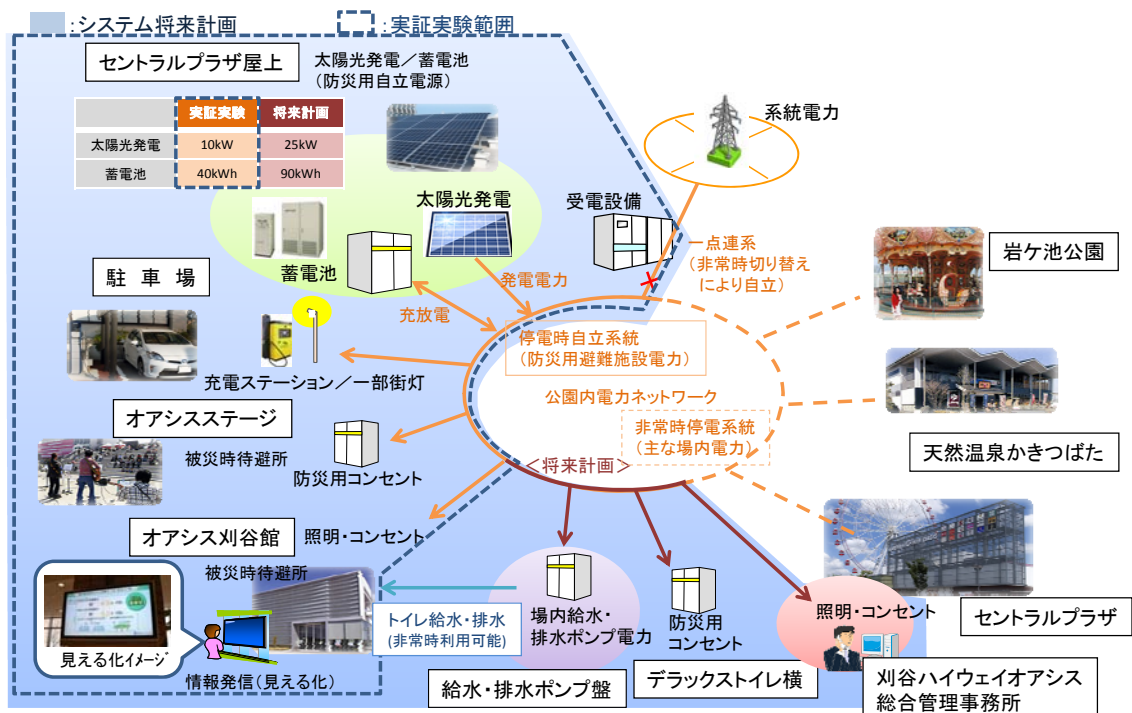 :システム将来計画
:実証実験範囲
セントラルプラザ屋上
太陽光発電／蓄電池
(防災用自立電源)
実証実験 将来計画
太陽光発電 10kW 25kW
蓄電池 40kWh 90kWh
系統電力
太陽光発電
受電設備
蓄電池
一点連系
(非常時切り替え
により自立)
岩ケ池公園
駐車場
発電電力
充放電
停電時自立系統
(防災用避難施設電力)
充電ステーション／一部街灯
公園内電力ネットワーク
オアシスステージ
被災時待避所
非常時停電系統
(主な場内電力)
天然温泉かきつばた
防災用コンセント
＜将来計画＞
オアシス刈谷館
照明・コンセント
被災時待避所
トイレ給水・排水
(非常時利用可能)
場内給水・
排水ポンプ電力
防災用
コンセント
照明・コンセント
セントラルプラザ
見える化イメージ
情報発信(見える化)
給水・排水ポンプ盤
デラックストイレ横
刈谷ハイウェイオアシス
総合管理事務所